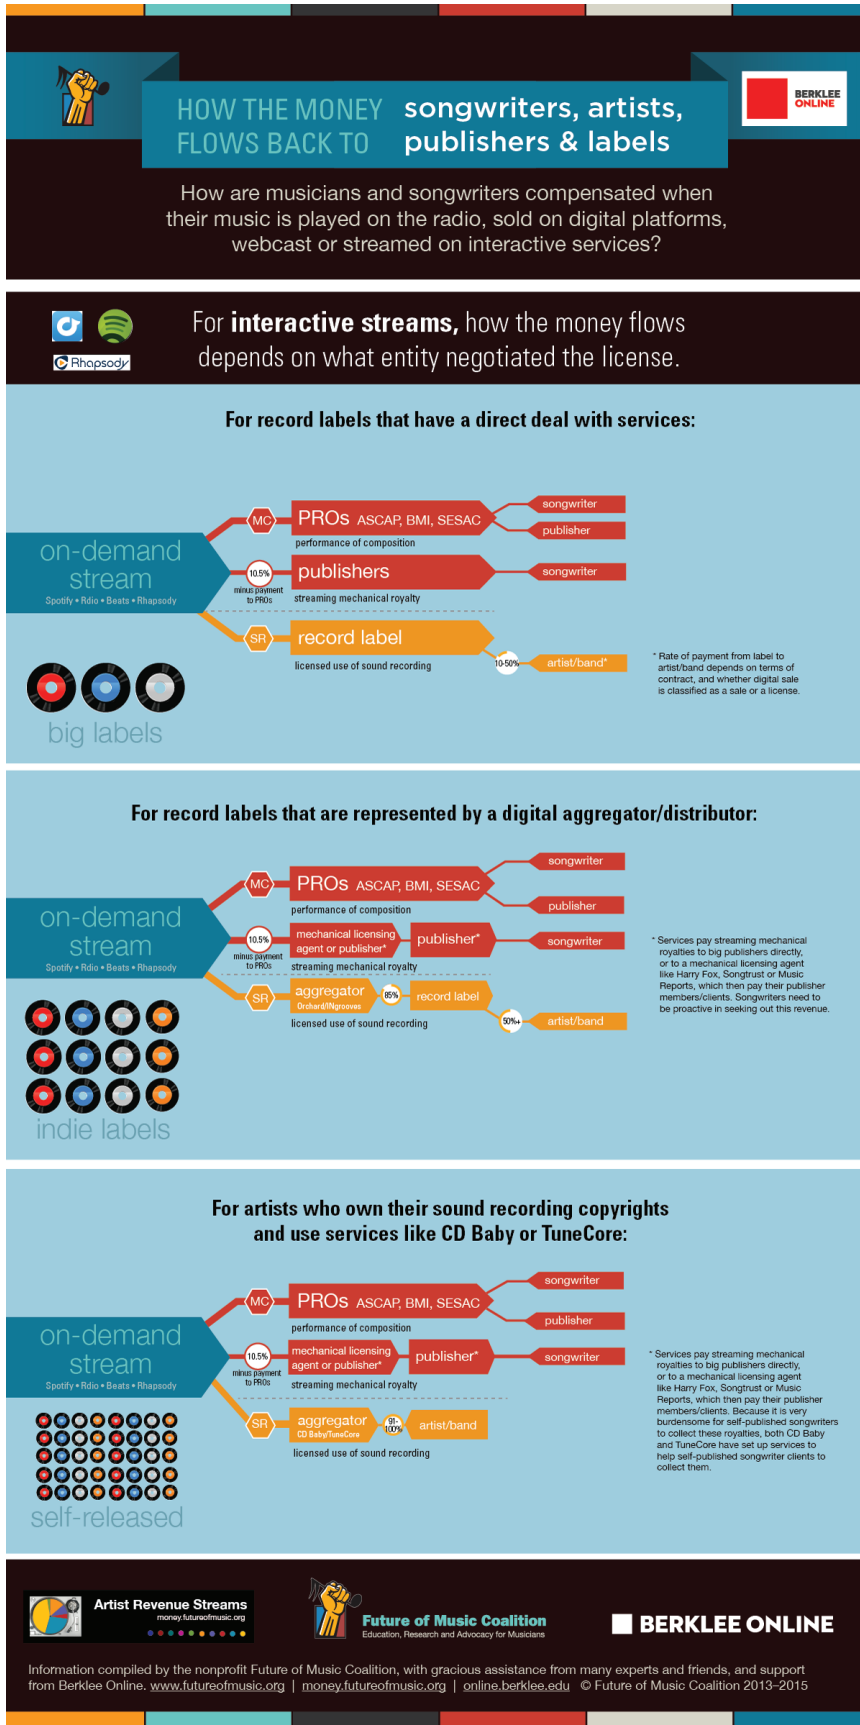 HOW THE MONEY
FLOWS BACK TO
songwriters, artists,
publishers & labels
BERKLEE
ONLINE
How are musicians and songwriters compensated when
their music is played on the radio, sold on digital platforms,
webcast or streamed on interactive services?
Rhapsody
For interactive streams, how the money flows
depends on what entity negotiated the license.
For record labels that have a direct deal with services:
on-demand
stream
Spotify • Rdio • Beats • Rhapsody
MC
PROs ASCAP, BMI, SESAC
performance of composition
songwriter
publisher
10.5%
minus payment
to PROs
publishers
streaming mechanical royalty
songwriter
SR
record label
licensed use of sound recording
10-50%
artist/band*
* Rate of payment from label to
artist/band depends on terms of
contract, and whether digital sale
is classified as a sale or a license.
big labels
For record labels that are represented by a digital aggregator/distributor:
on-demand
stream
Spotify • Rdio • Beats • Rhapsody
MC
PROs ASCAP, BMI, SESAC
performance of composition
songwriter
publisher
10.5%
minus payment
to PROs
mechanical licensing
agent or publisher*
publisher*
songwriter
streaming mechanical royalty
SR
aggregator
Orchard/INgrooves
85%
record label
licensed use of sound recording
50%+
artist/band
* Services pay streaming mechanical
royalties to big publishers directly,
or to a mechanical licensing agent
like Harry Fox, Songtrust or Music
Reports, which then pay their publisher
members/clients. Songwriters need to
be proactive in seeking out this revenue.
indie labels
For artists who own their sound recording copyrights
and use services like CD Baby or TuneCore:
on-demand
stream
Spotify • Rdio • Beats • Rhapsody
MC
PROs ASCAP, BMI, SESAC
performance of composition
songwriter
publisher
10.5%
minus payment
to PROs
mechanical licensing
agent or publisher*
publisher*
songwriter
streaming mechanical royalty
SR
aggregator
CD Baby/TuneCore
91-
100%
artist/band
licensed use of sound recording
* Services pay streaming mechanical
royalties to big publishers directly,
or to a mechanical licensing agent
like Harry Fox, Songtrust or Music
Reports, which then pay their publisher
members/clients. Because it is very
burdensome for self-published songwriters
to collect these royalties, both CD Baby
and TuneCore have set up services to
help self-published songwriter clients to
collect them.
self-released
Artist Revenue Streams
money.futureofmusic.org
Future of Music Coalition
Education, Research and Advocacy for Musicians
BERKLEE ONLINE
Information compiled by the nonprofit Future of Music Coalition, with gracious assistance from many experts and friends, and support
from Berklee Online. www.futureofmusic.org | money.futureofmusic.org | online.berklee.edu © Future of Music Coalition 2013–2015